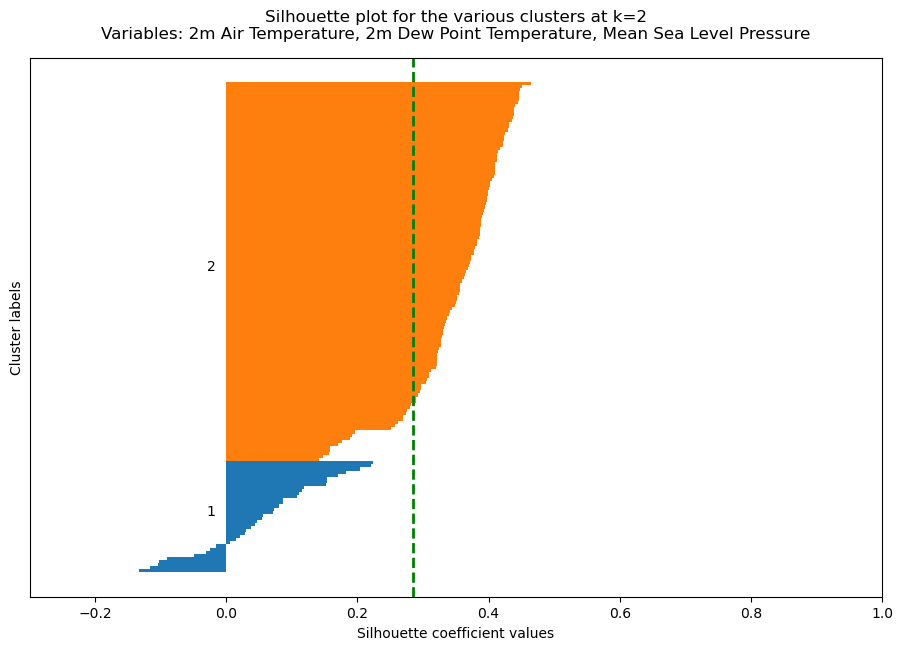 Silhouette plot for the various clusters at k=2
Variables: 2m Air Temperature, 2m Dew Point Temperature, Mean Sea Level Pressure
Cluster labels
2
1
−0.2 0.0 0.2 0.4 0.6 0.8 1.0
Silhouette coefficient values